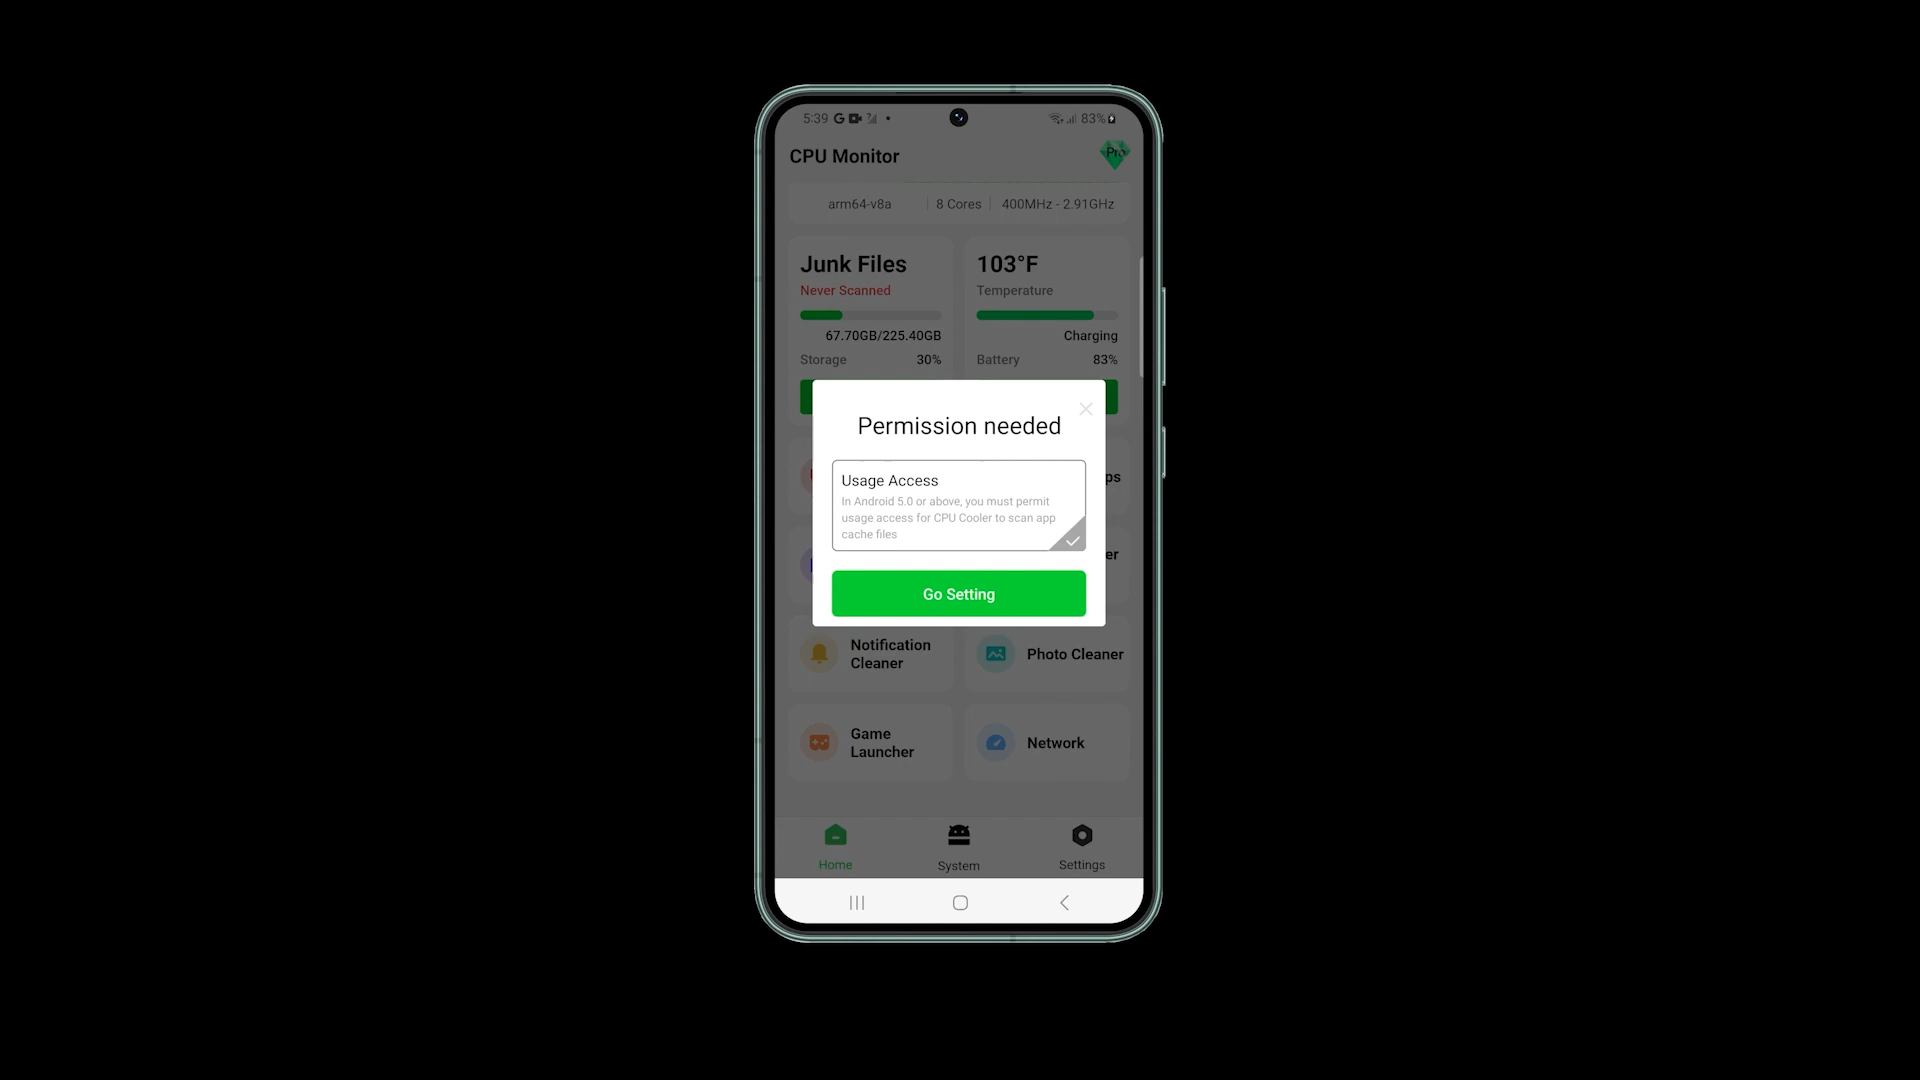 5:39
83%
CPU Monitor
Pro
arm64-v8a
8 Cores
400MHz - 2.91GHz
Junk Files
Never Scanned
67.70GB/225.40GB
Storage
30%
103°F
Temperature
Charging
Battery
83%
Permission needed
Usage Access
In Android 5.0 or above, you must permit
usage access for CPU Cooler to scan app
cache files
Go Setting
ps
er
Notification
Cleaner
Photo Cleaner
Game
Launcher
Network
Home
System
Settings